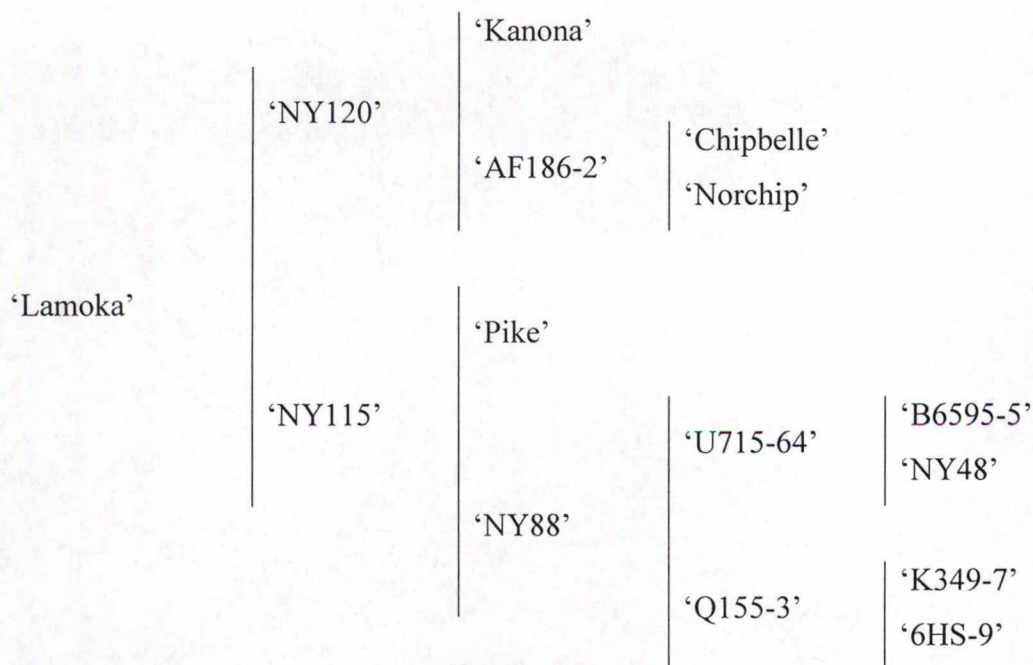 ‘Kanona’
‘NY120’
‘Chipbelle’
‘AF186-2’
‘Norchip’
‘Lamoka’
‘Pike’
‘NY115’
‘B6595-5’
‘U715-64’
‘NY48’
‘NY88’
‘K349-7’
‘Q155-3’
‘6HS-9’